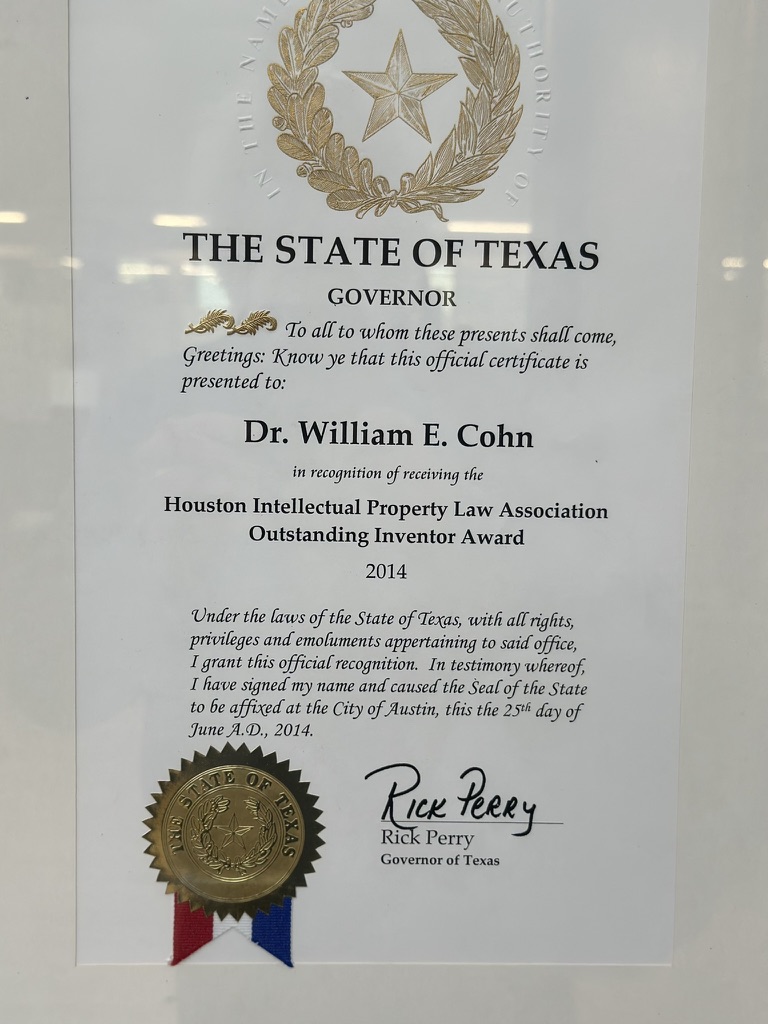 IN THE NAME AUTHORITY OF
THE STATE OF TEXAS
GOVERNOR
To all to whom these presents shall come,
Greetings: Know ye that this official certificate is
presented to:
Dr. William E. Cohn
in recognition of receiving the
Houston Intellectual Property Law Association
Outstanding Inventor Award
2014
Under the laws of the State of Texas, with all rights,
privileges and emoluments appertaining to said office,
I grant this official recognition. In testimony whereof,
I have signed my name and caused the Seal of the State
to be affixed at the City of Austin, this the 25th day of
June A.D., 2014.
THE STATE OF TEXAS
RICK PERRY
Rick Perry
Governor of Texas